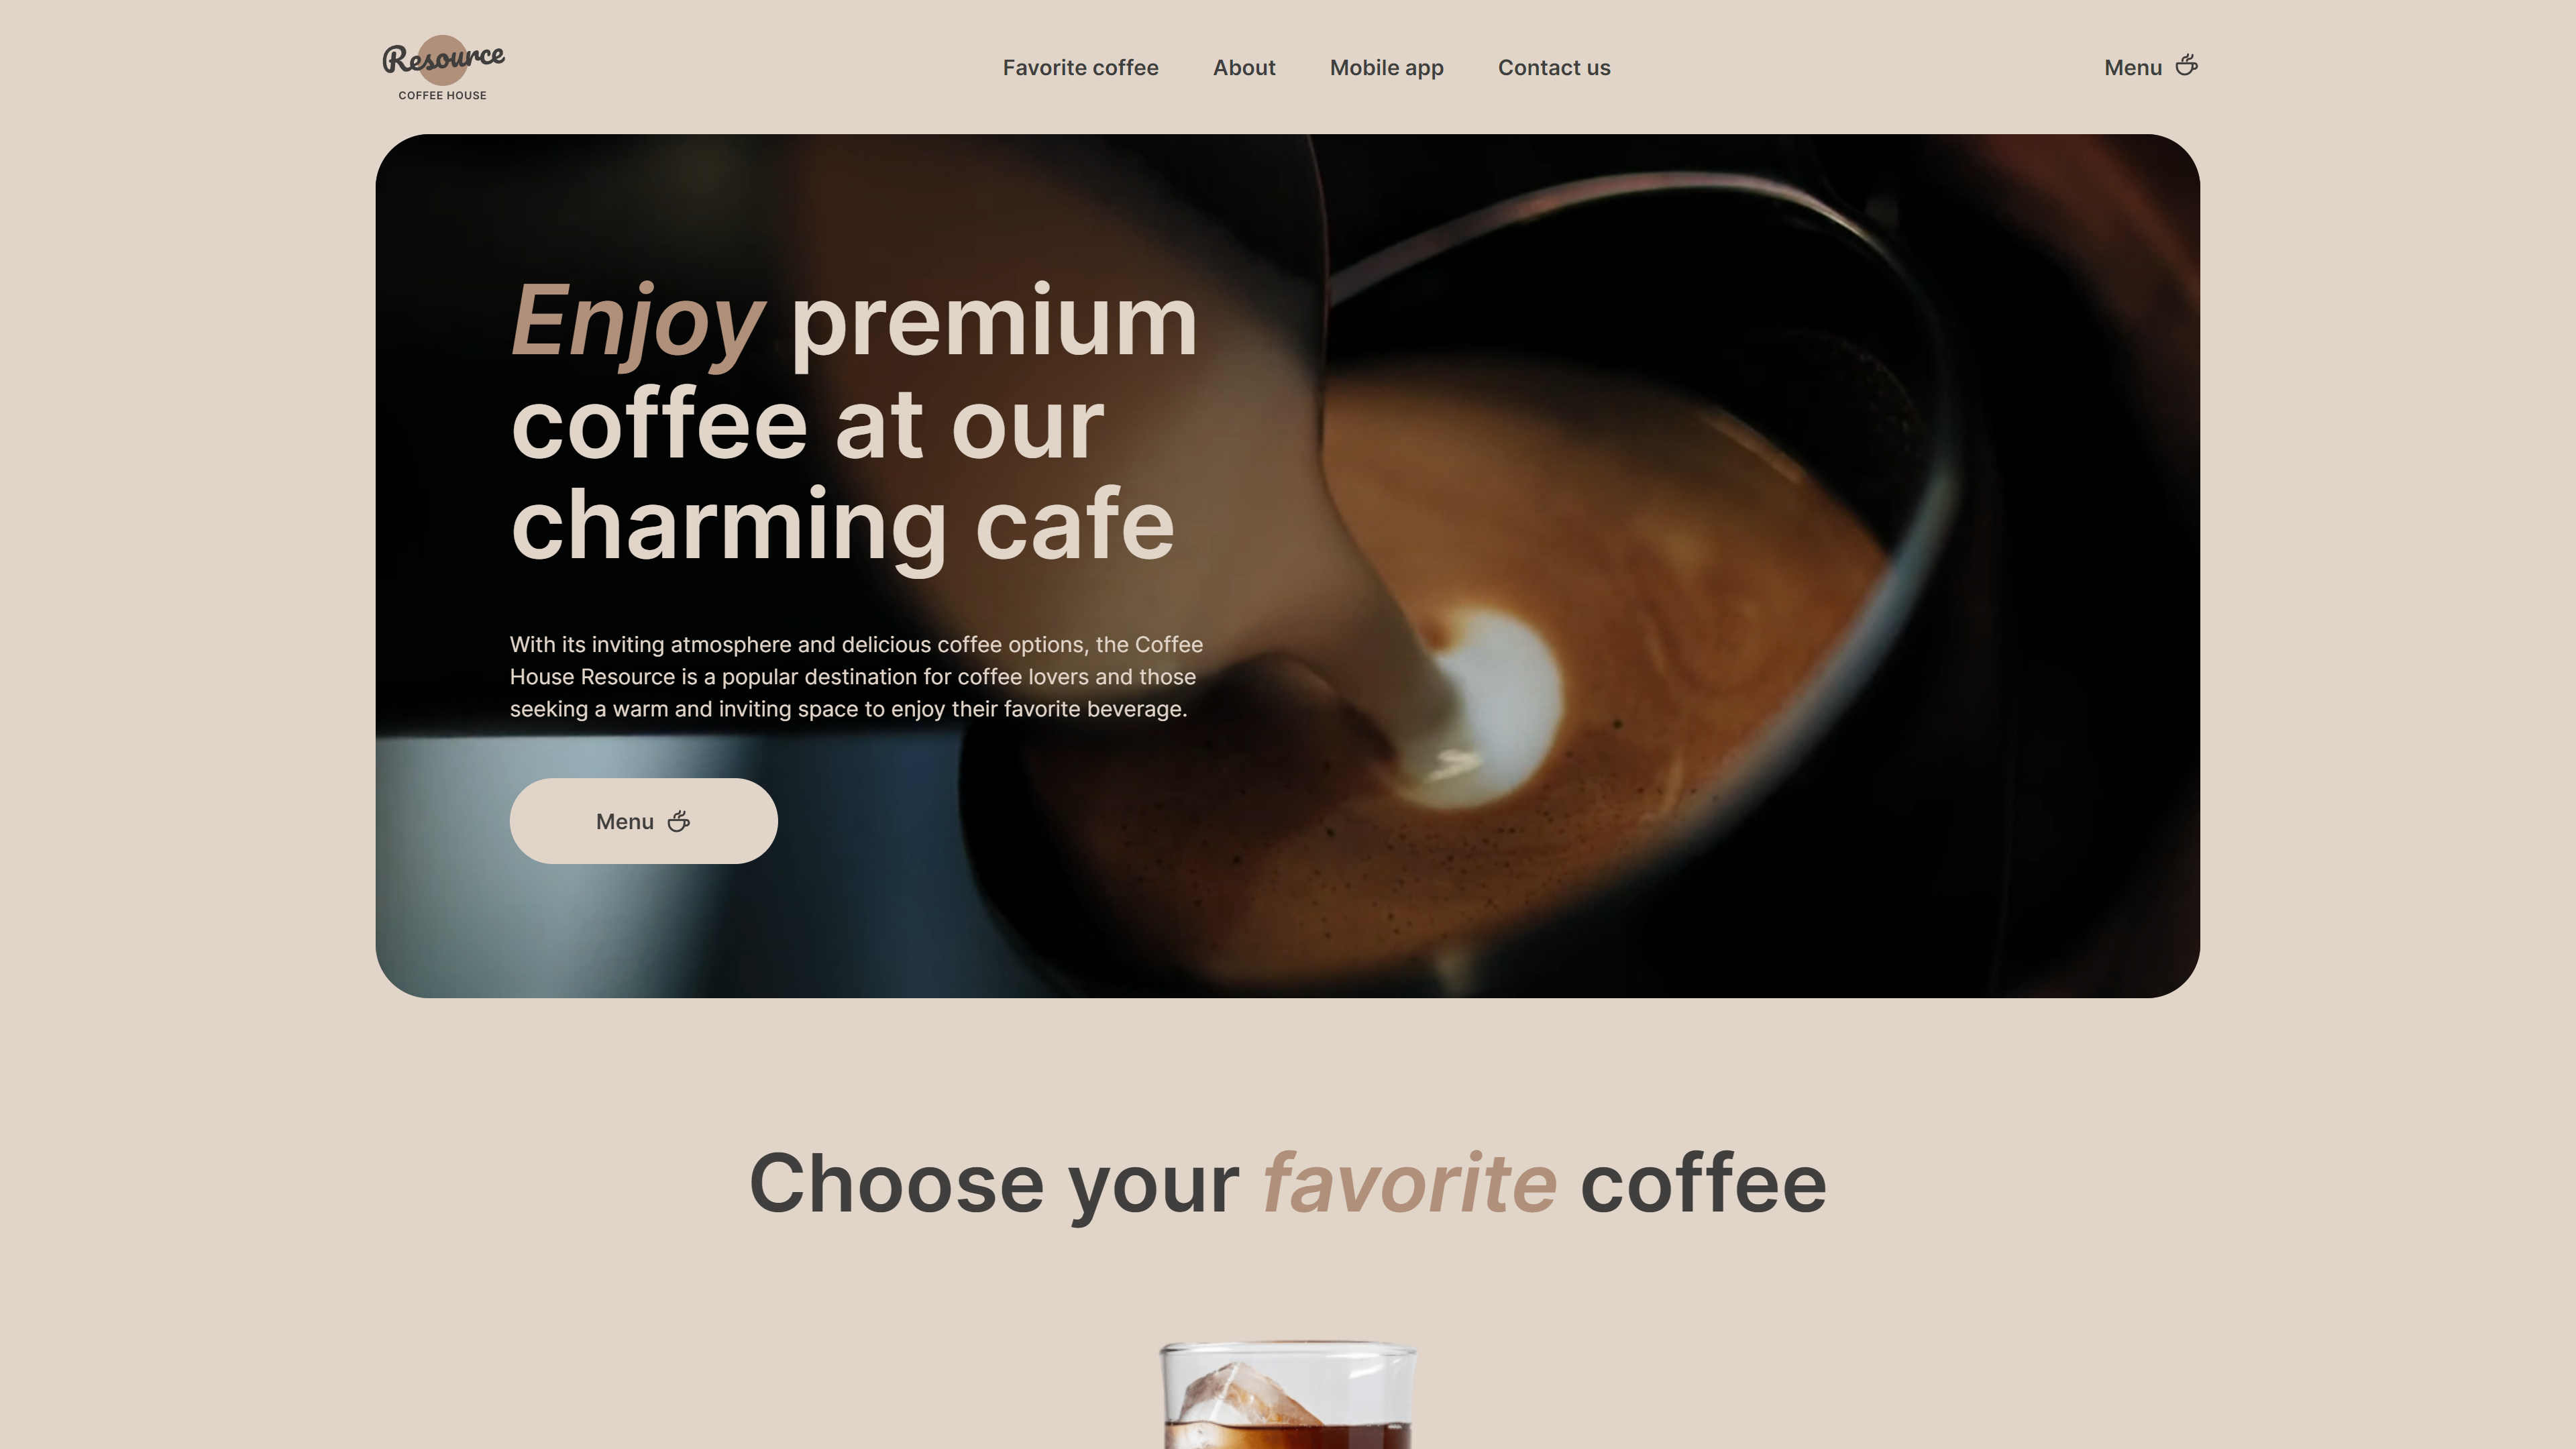 Resource
COFFEE HOUSE
Favorite coffee
About
Mobile app
Contact us
Menu
Enjoy premium
coffee at our
charming cafe
With its inviting atmosphere and delicious coffee options, the Coffee
House Resource is a popular destination for coffee lovers and those
seeking a warm and inviting space to enjoy their favorite beverage.
Menu
Choose your favorite coffee